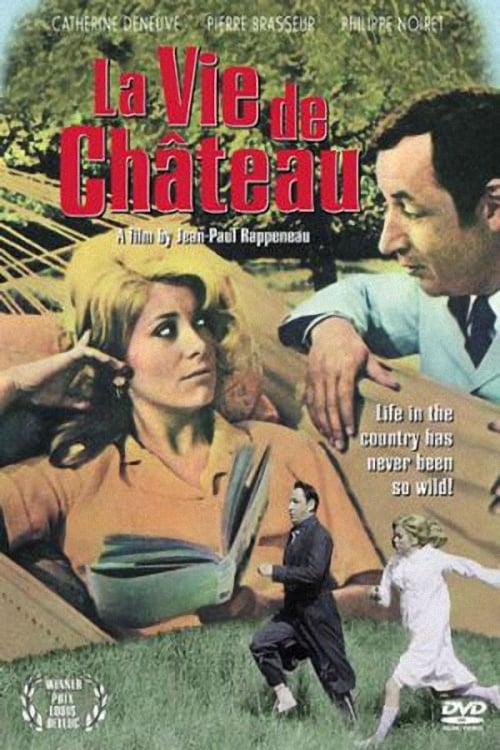 CATHERINE DENEUVE PIERRE BRASSEUR PHILIPPE NOIRET
La Vie de
Château
A film by Jean-Paul Rappeneau
Life in the
country has
never been
so wild!
WINNER
PRIX
LOUIS
DELLUC
DVD